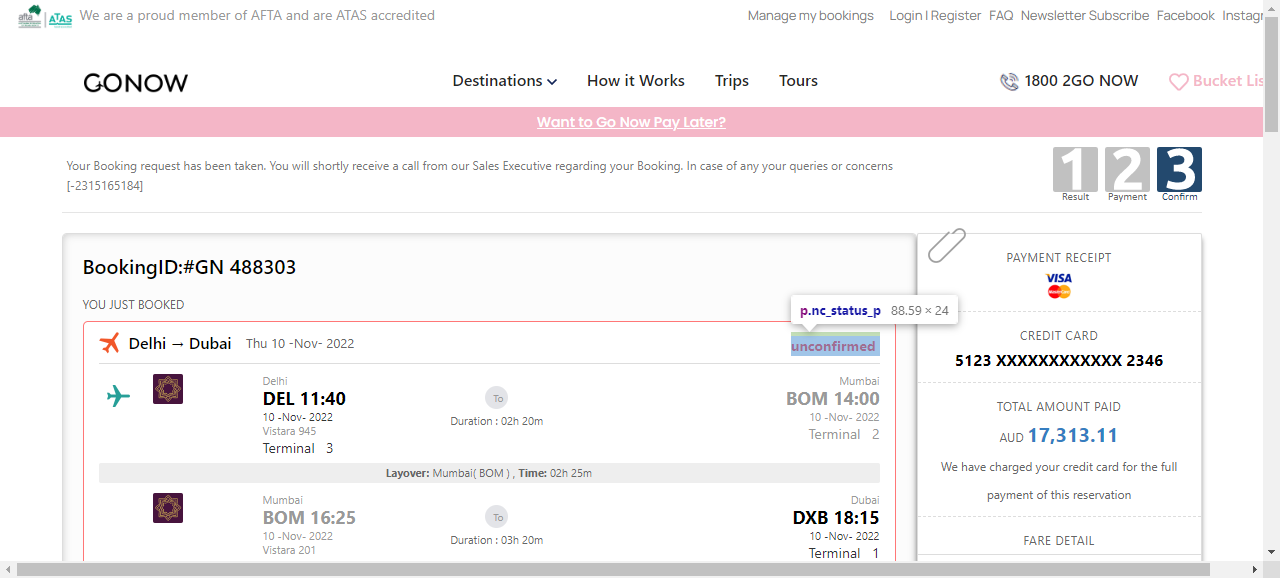 afta ATAS We are a proud member of AFTA and are ATAS accredited Manage my bookings Login | Register FAQ Newsletter Subscribe Facebook Instagr
GONOW Destinations How it Works Trips Tours 1800 2GO NOW Bucket Lis
Want to Go Now Pay Later?
Your Booking request has been taken. You will shortly receive a call from our Sales Executive regarding your Booking. In case of any your queries or concerns
[-2315165184]
1 2 3
Result Payment Confirm
BookingID:#GN 488303
YOU JUST BOOKED
p.nc_status_p 88.59 × 24
Delhi → Dubai Thu 10 -Nov- 2022 unconfirmed
Delhi Mumbai
DEL 11:40 To BOM 14:00
10 -Nov- 2022 Duration : 02h 20m 10 -Nov- 2022
Vistara 945
Terminal 3 Terminal 2
Layover: Mumbai( BOM ) , Time: 02h 25m
Mumbai Dubai
BOM 16:25 To DXB 18:15
10 -Nov- 2022 Duration : 03h 20m 10 -Nov- 2022
Vistara 201
Terminal 1
PAYMENT RECEIPT
VISA
CREDIT CARD
5123 XXXXXXXXXXXX 2346
TOTAL AMOUNT PAID
AUD 17,313.11
We have charged your credit card for the full
payment of this reservation
FARE DETAIL